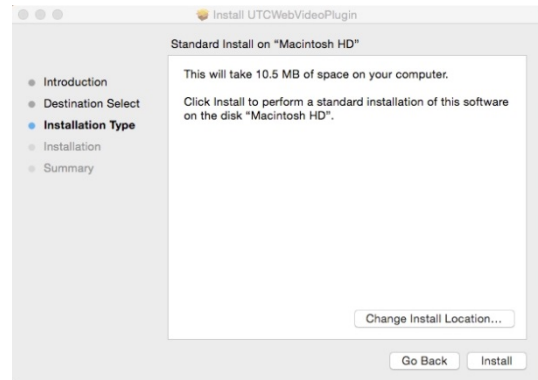 Install UTCWebVideoPlugin
Standard Install on “Macintosh HD”
Introduction
Destination Select
Installation Type
Installation
Summary
This will take 10.5 MB of space on your computer.
Click Install to perform a standard installation of this software
on the disk “Macintosh HD”.
Change Install Location...
Go Back
Install